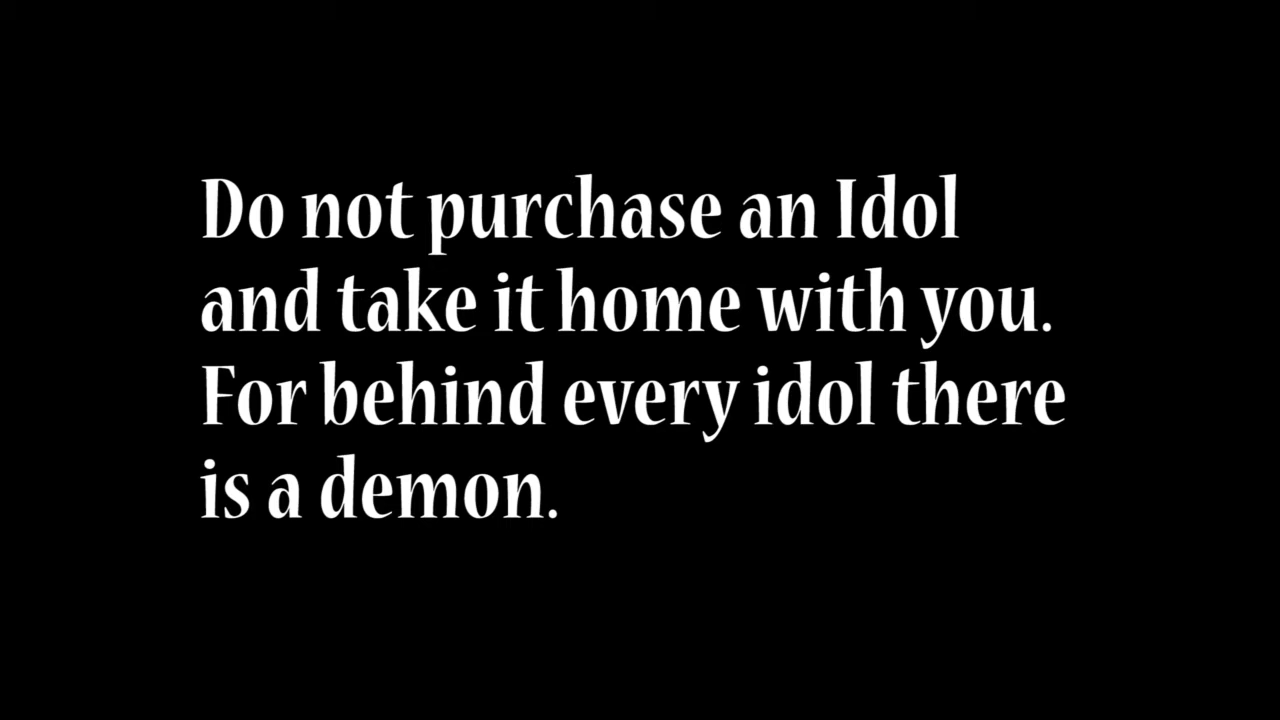 Do not purchase an Idol
and take it home with you.
For behind every idol there
is a demon.